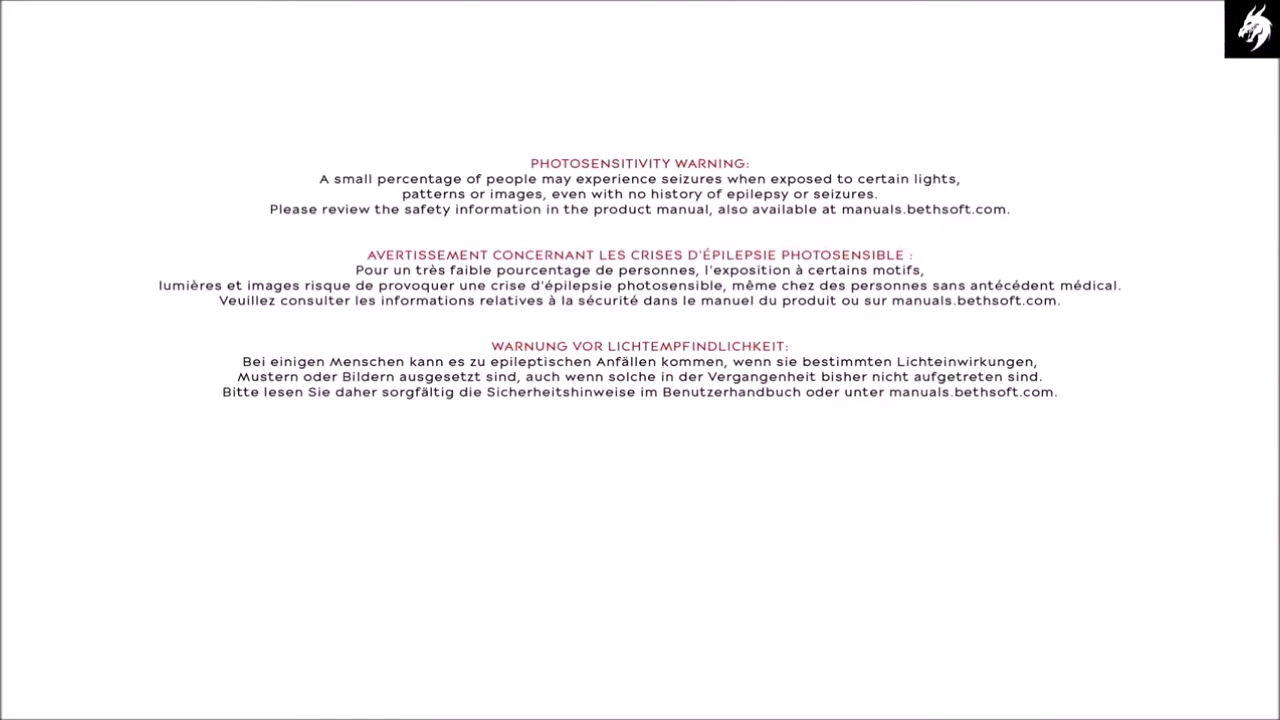 PHOTOSENSITIVITY WARNING:
A small percentage of people may experience seizures when exposed to certain lights,
patterns or images, even with no history of epilepsy or seizures.
Please review the safety information in the product manual, also available at manuals.bethsoft.com.
AVERTISSEMENT CONCERNANT LES CRISES D'ÉPILEPSIE PHOTOSENSIBLE :
Pour un très faible pourcentage de personnes, l'exposition à certains motifs,
lumières et images risque de provoquer une crise d'épilepsie photosensible, même chez des personnes sans antécédent médical.
Veuillez consulter les informations relatives à la sécurité dans le manuel du produit ou sur manuals.bethsoft.com.
WARNUNG VOR LICHTEMPFINDLICHKEIT:
Bei einigen Menschen kann es zu epileptischen Anfällen kommen, wenn sie bestimmten Lichteinwirkungen,
Mustern oder Bildern ausgesetzt sind, auch wenn solche in der Vergangenheit bisher nicht aufgetreten sind.
Bitte lesen Sie daher sorgfältig die Sicherheitshinweise im Benutzerhandbuch oder unter manuals.bethsoft.com.